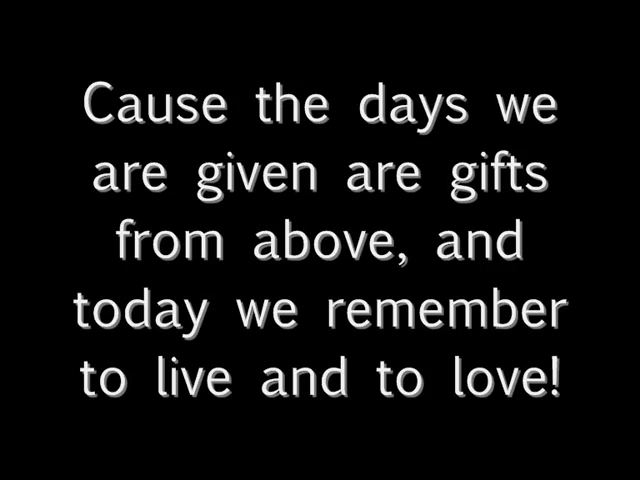 Cause the days we
are given are gifts
from above, and
today we remember
to live and to love!